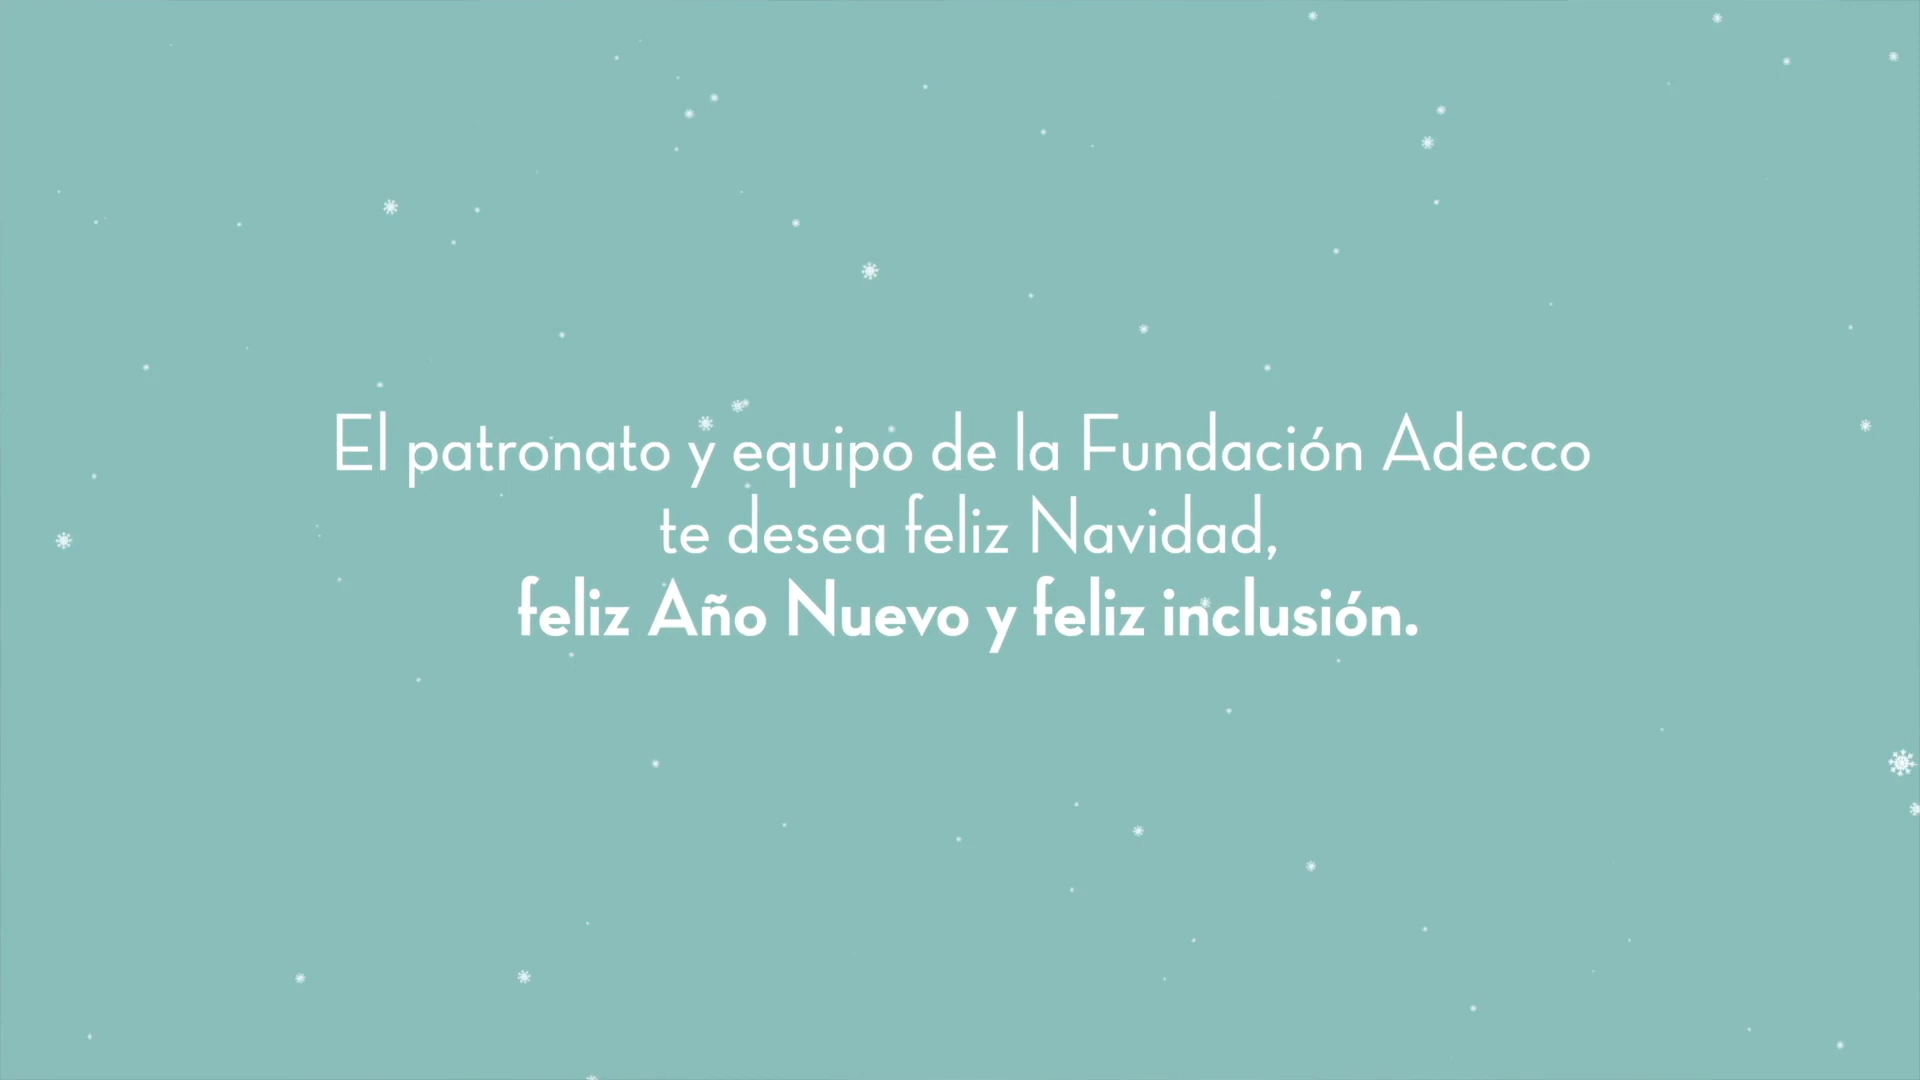 El patronato y equipo de la Fundación Adecco
te desea feliz Navidad,
feliz Año Nuevo y feliz inclusión.